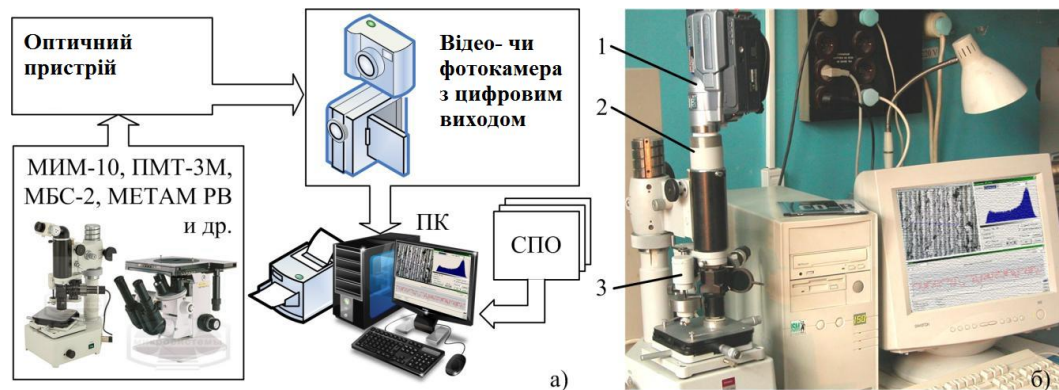 Оптичний
пристрій
Відео- чи
фотокамера
з цифровим
виходом
МИМ-10, ПМТ-3М,
МБС-2, МЕТАМ РВ
и др.
ПК
СПО
а)
1
2
3
б)